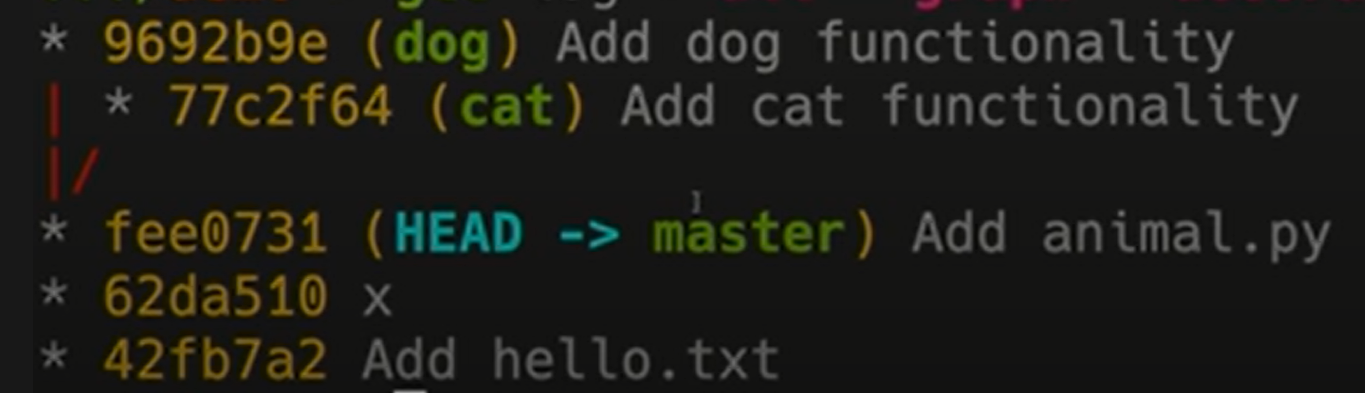 * 9692b9e (dog) Add dog functionality
| * 77c2f64 (cat) Add cat functionality
|/
* fee0731 (HEAD -> master) Add animal.py
* 62da510 x
* 42fb7a2 Add hello.txt